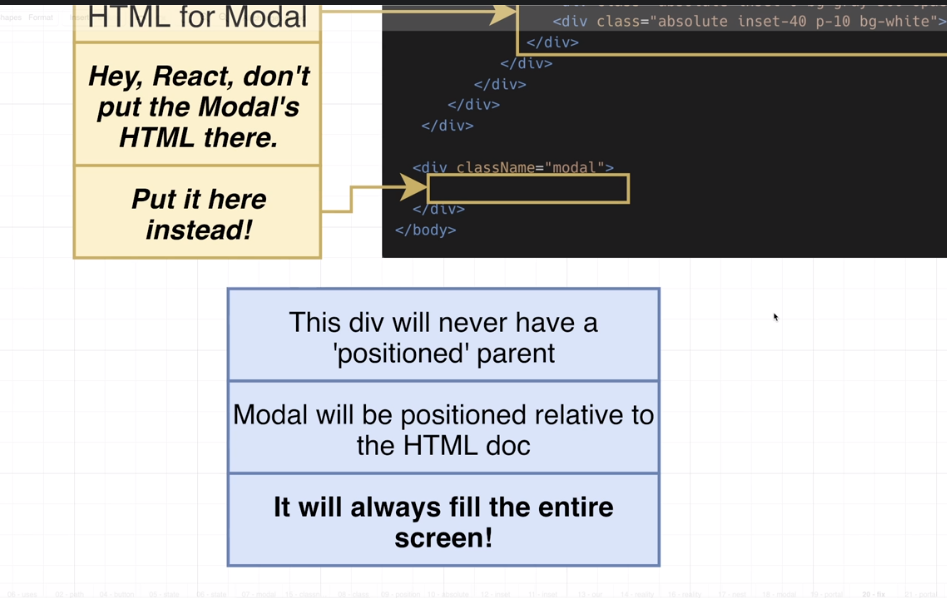 HTML for Modal
Hey, React, don't
put the Modal's
HTML there.
Put it here
instead!
<div class="absolute inset-40 p-10 bg-white">
</div>
</div>
</div>
</div>
</div>
<div className="modal">
</div>
</body>
This div will never have a
'positioned' parent
Modal will be positioned relative to
the HTML doc
It will always fill the entire
screen!